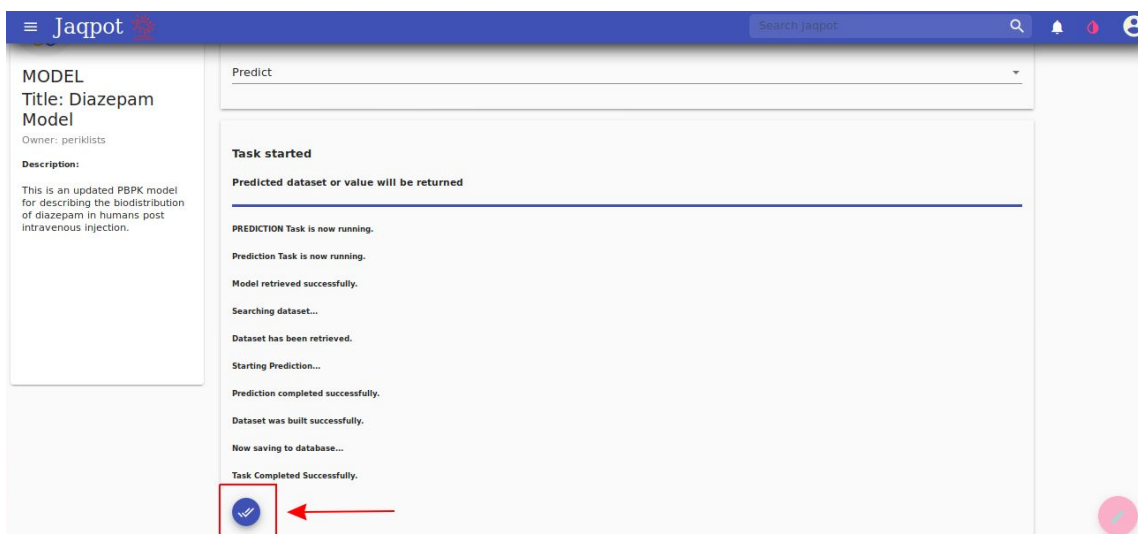 Jaqpot
Search Jaqpot
MODEL
Title: Diazepam
Model
Owner: periklists
Description:
This is an updated PBPK model
for describing the biodistribution
of diazepam in humans post
intravenous injection.
Predict
Task started
Predicted dataset or value will be returned
PREDICTION Task is now running.
Prediction Task is now running.
Model retrieved successfully.
Searching dataset...
Dataset has been retrieved.
Starting Prediction...
Prediction completed successfully.
Dataset was built successfully.
Now saving to database...
Task Completed Successfully.